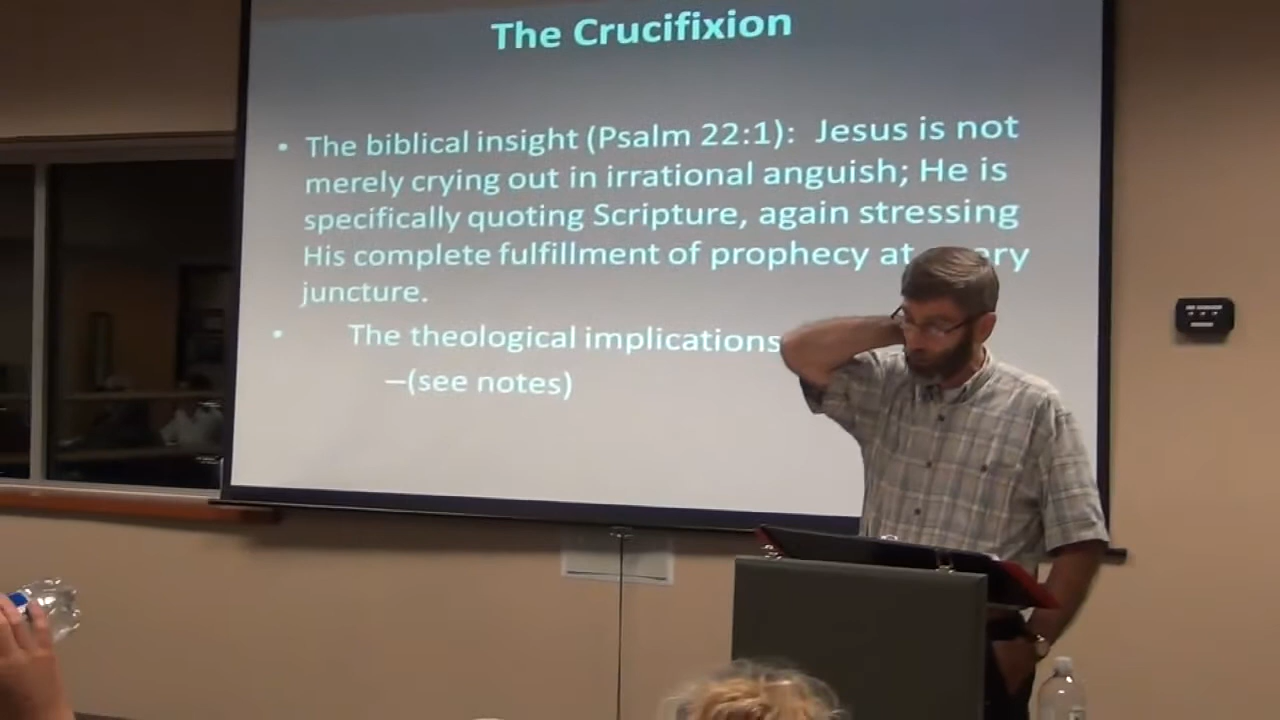 The Crucifixion
• The biblical insight (Psalm 22:1): Jesus is not
merely crying out in irrational anguish; He is
specifically quoting Scripture, again stressing
His complete fulfillment of prophecy at
juncture.
• The theological implications
–(see notes)